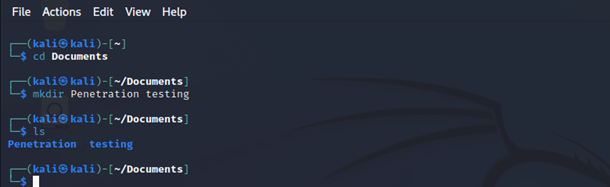 File Actions Edit View Help
┌──(kali㉿kali)-[~]
└─$ cd Documents
┌──(kali㉿kali)-[~/Documents]
└─$ mkdir Penetration testing
┌──(kali㉿kali)-[~/Documents]
└─$ ls
Penetration  testing
┌──(kali㉿kali)-[~/Documents]
└─$